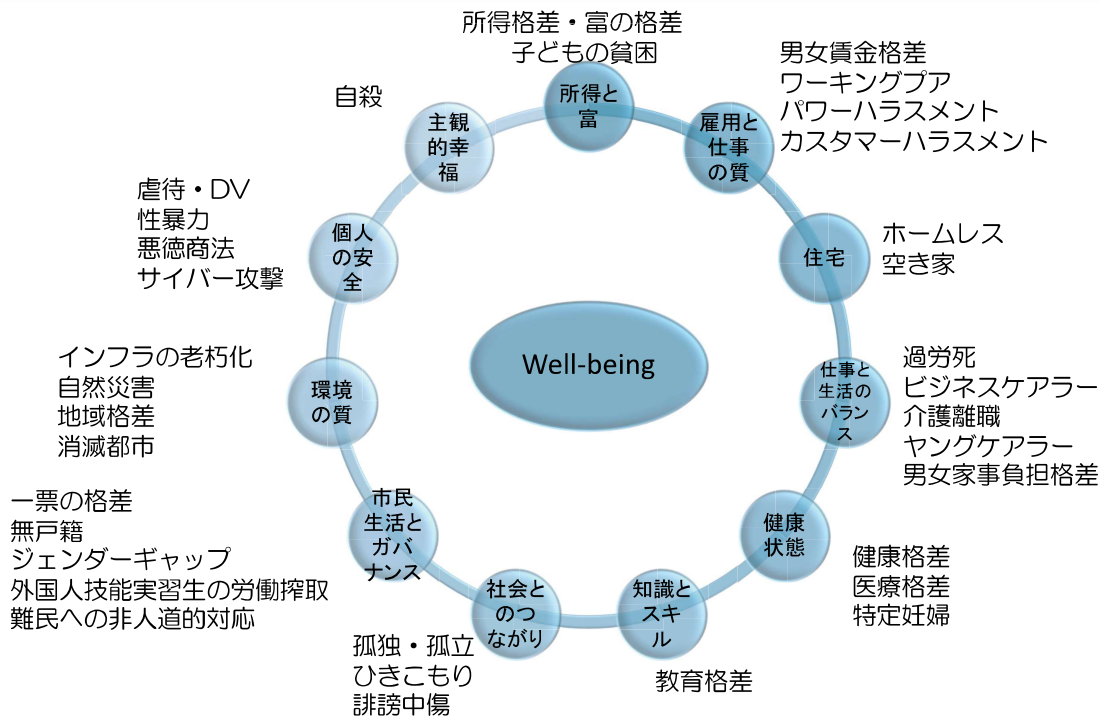 所得格差・富の格差
子どもの貧困
所得と
富
男女賃金格差
ワーキングプア
パワーハラスメント
カスタマーハラスメント
雇用と
仕事
の質
ホームレス
空き家
住宅
過労死
ビジネスケアラー
介護離職
ヤングケアラー
男女家事負担格差
仕事と
生活の
バラン
ス
健康
状態
健康格差
医療格差
特定妊婦
知識と
スキ
ル
教育格差
社会と
のつ
ながり
孤独・孤立
ひきこもり
誹謗中傷
市民
生活と
ガバ
ナンス
一票の格差
無戸籍
ジェンダーギャップ
外国人技能実習生の労働搾取
難民への非人道的対応
環境
の質
インフラの老朽化
自然災害
地域格差
消滅都市
個人
の安
全
虐待・DV
性暴力
悪徳商法
サイバー攻撃
主観
的幸
福
自殺
Well-being